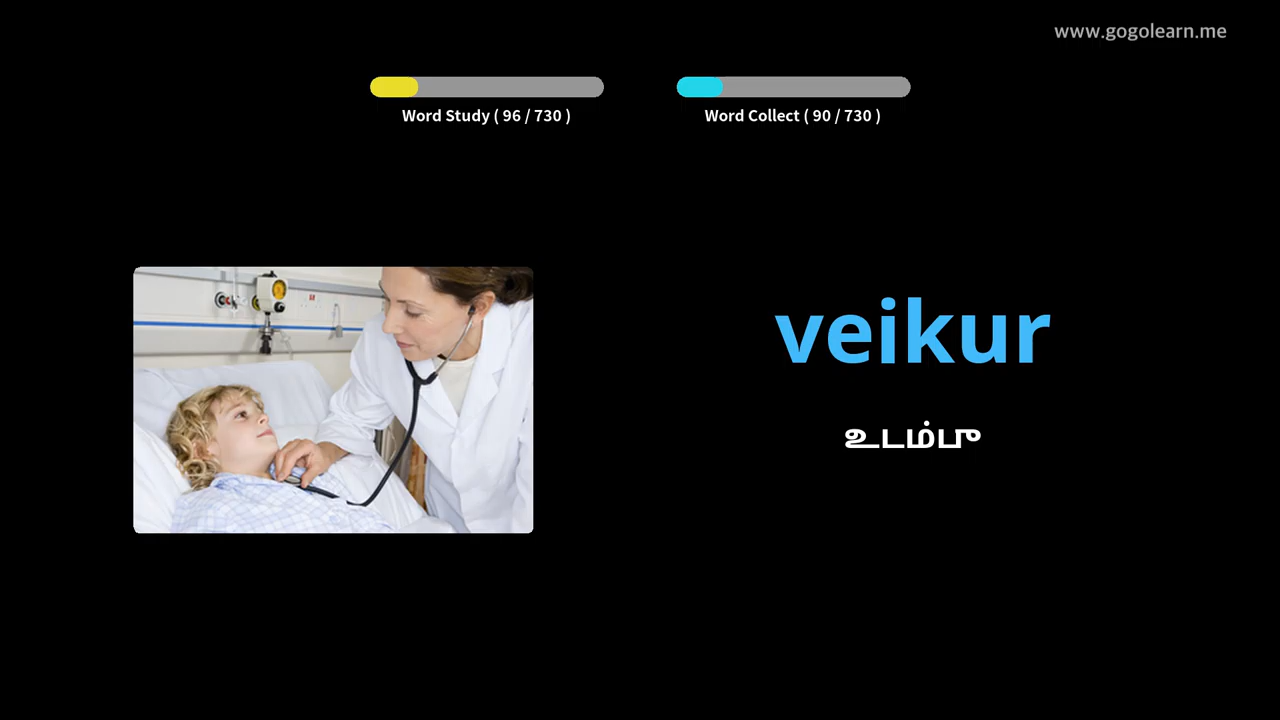 www.gogolearn.me
Word Study ( 96 / 730 )
Word Collect ( 90 / 730 )
veikur
உடம்பு